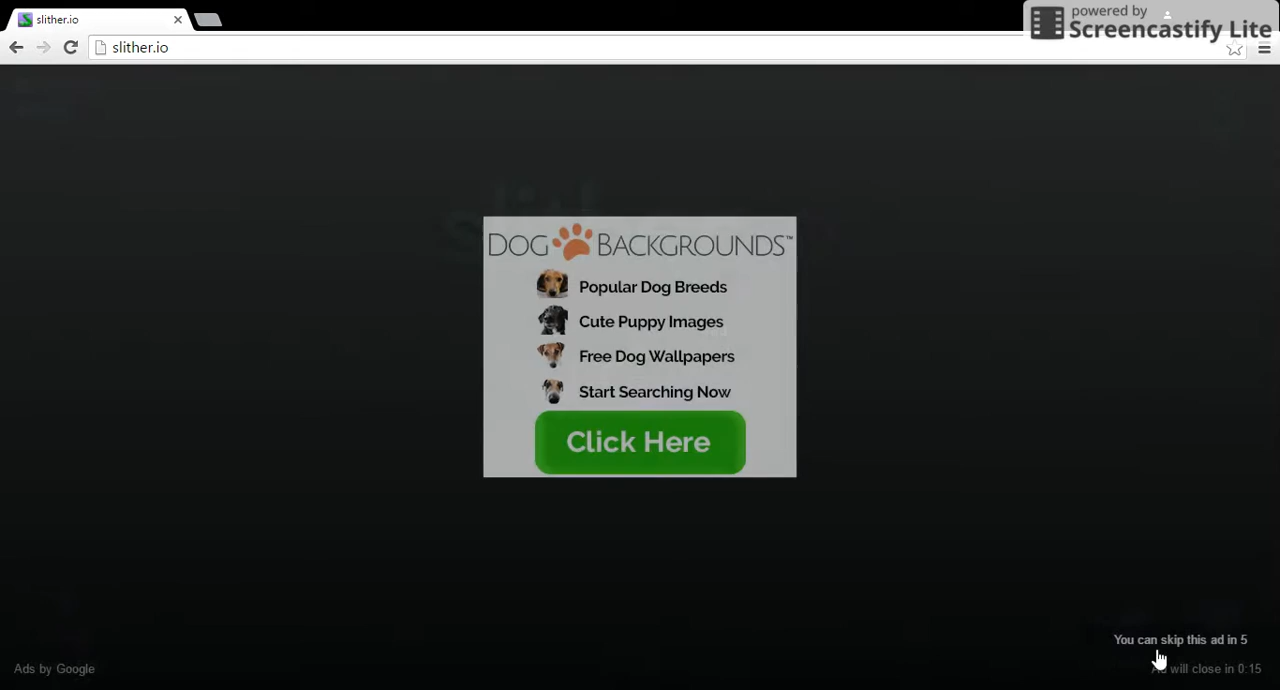 slither.io
powered by
Screencastify Lite
slither.io
DOG BACKGROUNDS™
Popular Dog Breeds
Cute Puppy Images
Free Dog Wallpapers
Start Searching Now
Click Here
You can skip this ad in 5
Ads by Google
will close in 0:15